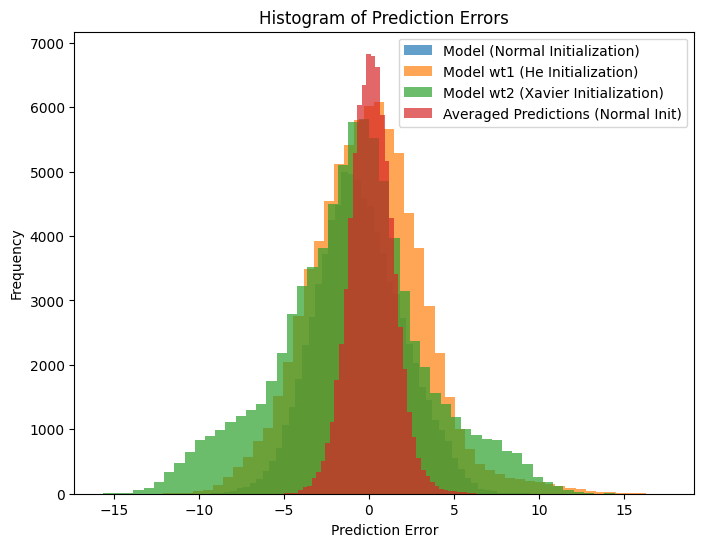 Histogram of Prediction Errors
Model (Normal Initialization)
Model wt1 (He Initialization)
Model wt2 (Xavier Initialization)
Averaged Predictions (Normal Init)
Frequency
7000
6000
5000
4000
3000
2000
1000
0
−15 −10 −5 0 5 10 15
Prediction Error